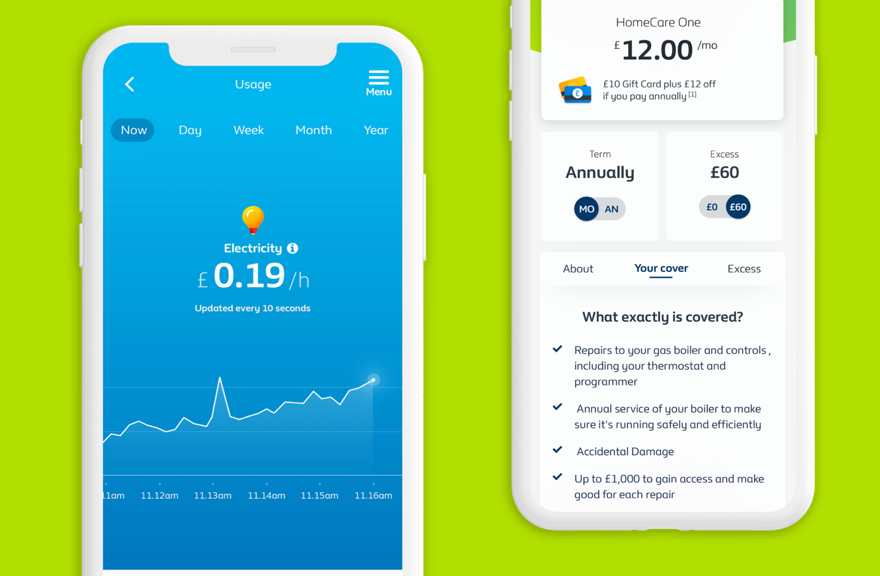 Usage
Menu
Now Day Week Month Year
Electricity i
£ 0.19 /h
Updated every 10 seconds
11.12am 11.13am 11.14am 11.15am 11.16am
HomeCare One
£ 12.00 /mo
£
£10 Gift Card plus £12 off
if you pay annually [1]
Term
Annually
MO AN
Excess
£60
£0 £60
About Your cover Excess
What exactly is covered?
Repairs to your gas boiler and controls,
including your thermostat and
programmer
Annual service of your boiler to make
sure it's running safely and efficiently
Accidental Damage
Up to £1,000 to gain access and make
good for each repair